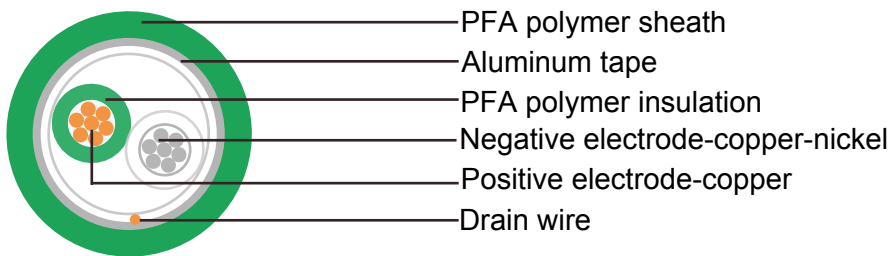 PFA polymer sheath
Aluminum tape
PFA polymer insulation
Negative electrode-copper-nickel
Positive electrode-copper
Drain wire